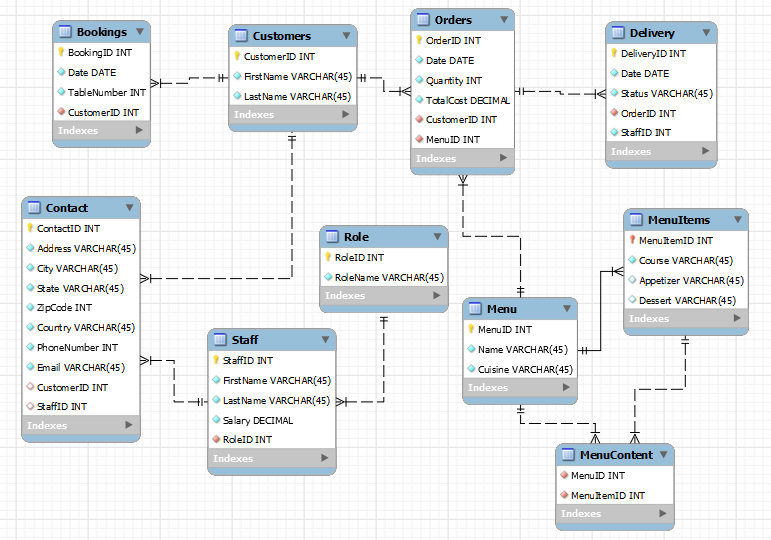 Bookings
BookingID INT
Date DATE
TableNumber INT
CustomerID INT
Indexes
Customers
CustomerID INT
FirstName VARCHAR(45)
LastName VARCHAR(45)
Indexes
Orders
OrderID INT
Date DATE
Quantity INT
TotalCost DECIMAL
CustomerID INT
MenuID INT
Indexes
Delivery
DeliveryID INT
Date DATE
Status VARCHAR(45)
OrderID INT
StaffID INT
Indexes
Contact
ContactID INT
Address VARCHAR(45)
City VARCHAR(45)
State VARCHAR(45)
ZipCode INT
Country VARCHAR(45)
PhoneNumber INT
Email VARCHAR(45)
CustomerID INT
StaffID INT
Indexes
Role
RoleID INT
RoleName VARCHAR(45)
Indexes
MenuItems
MenuItemID INT
Course VARCHAR(45)
Appetizer VARCHAR(45)
Dessert VARCHAR(45)
Indexes
Staff
StaffID INT
FirstName VARCHAR(45)
LastName VARCHAR(45)
Salary DECIMAL
RoleID INT
Indexes
Menu
MenuID INT
Name VARCHAR(45)
Cuisine VARCHAR(45)
Indexes
MenuContent
MenuID INT
MenuItemID INT
Indexes